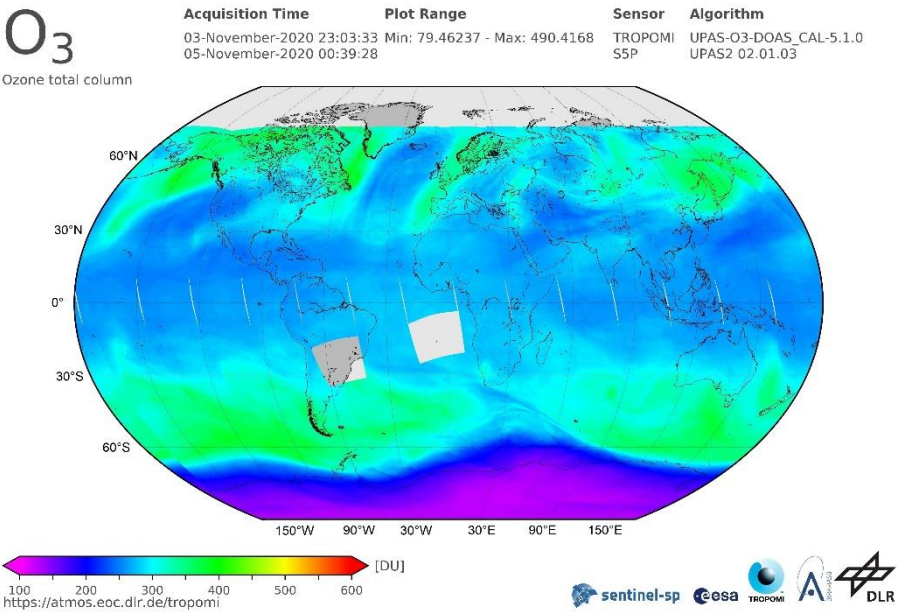 O3
Ozone total column
Acquisition Time Plot Range Sensor Algorithm
03-November-2020 23:03:33 Min: 79.46237 - Max: 490.4168 TROPOMI UPAS-O3-DOAS_CAL-5.1.0
05-November-2020 00:39:28 S5P UPAS2 02.01.03
60°N
30°N
0°
30°S
60°S
150°W 90°W 30°W 30°E 90°E 150°E
[DU]
100 200 300 400 500 600
https://atmos.eoc.dlr.de/tropomi
sentinel-5p esa TROPOMI DLR